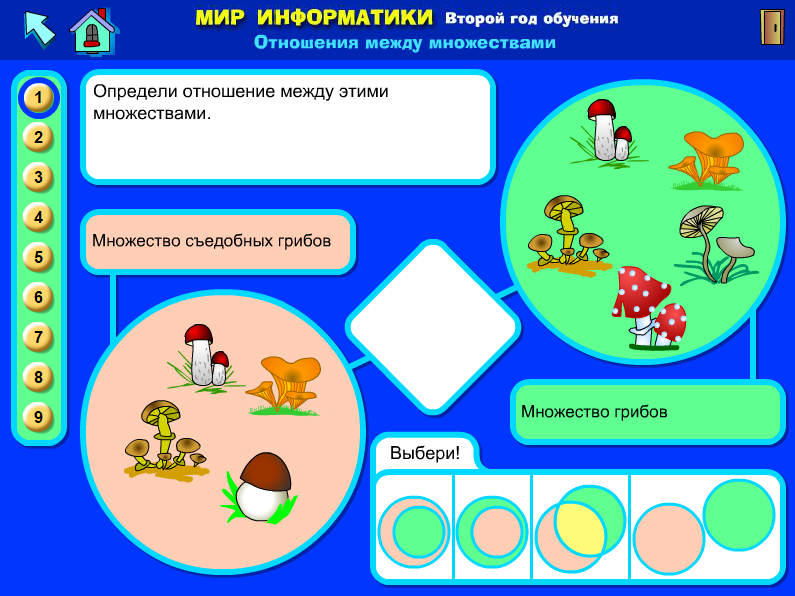 МИР ИНФОРМАТИКИ Второй год обучения
Отношения между множествами
1
2
3
4
5
6
7
8
9
Определи отношение между этими
множествами.
Множество съедобных грибов
Множество грибов
Выбери!